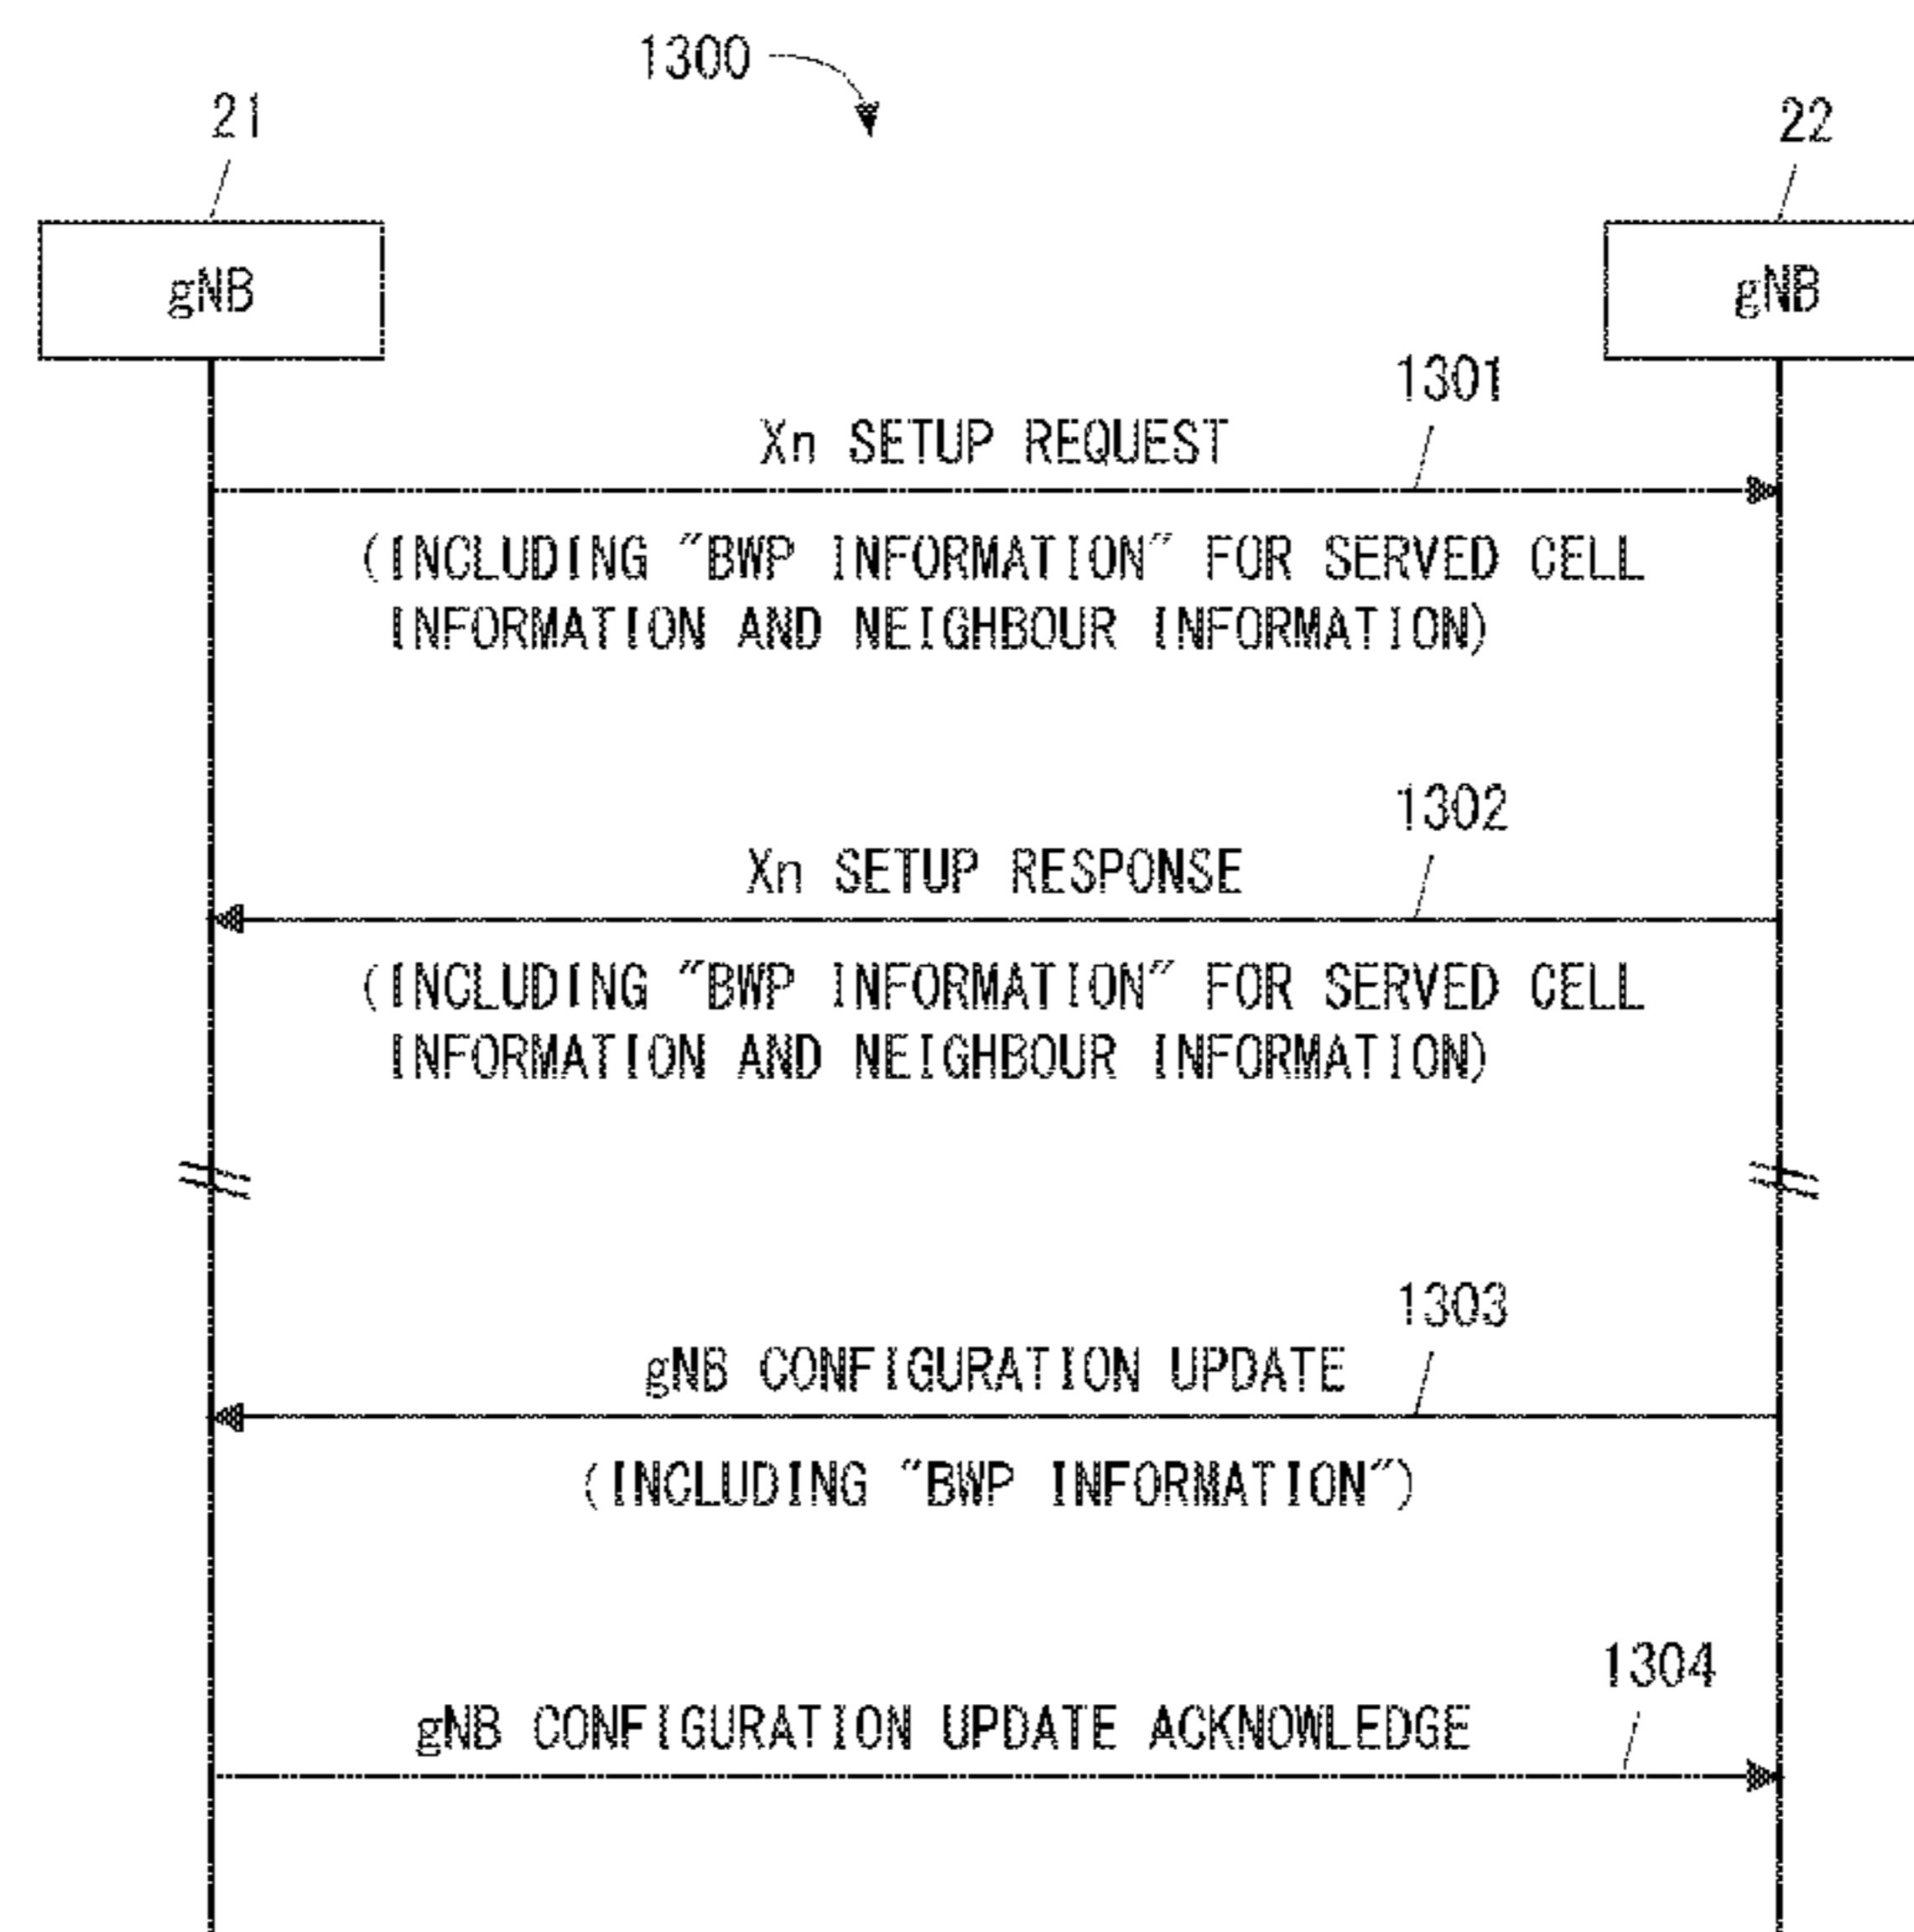 1300
21
22
gNB
gNB
1301
Xn SETUP REQUEST
(INCLUDING "BWP INFORMATION" FOR SERVED CELL
INFORMATION AND NEIGHBOUR INFORMATION)
1302
Xn SETUP RESPONSE
(INCLUDING "BWP INFORMATION" FOR SERVED CELL
INFORMATION AND NEIGHBOUR INFORMATION)
1303
gNB CONFIGURATION UPDATE
(INCLUDING "BWP INFORMATION")
1304
gNB CONFIGURATION UPDATE ACKNOWLEDGE